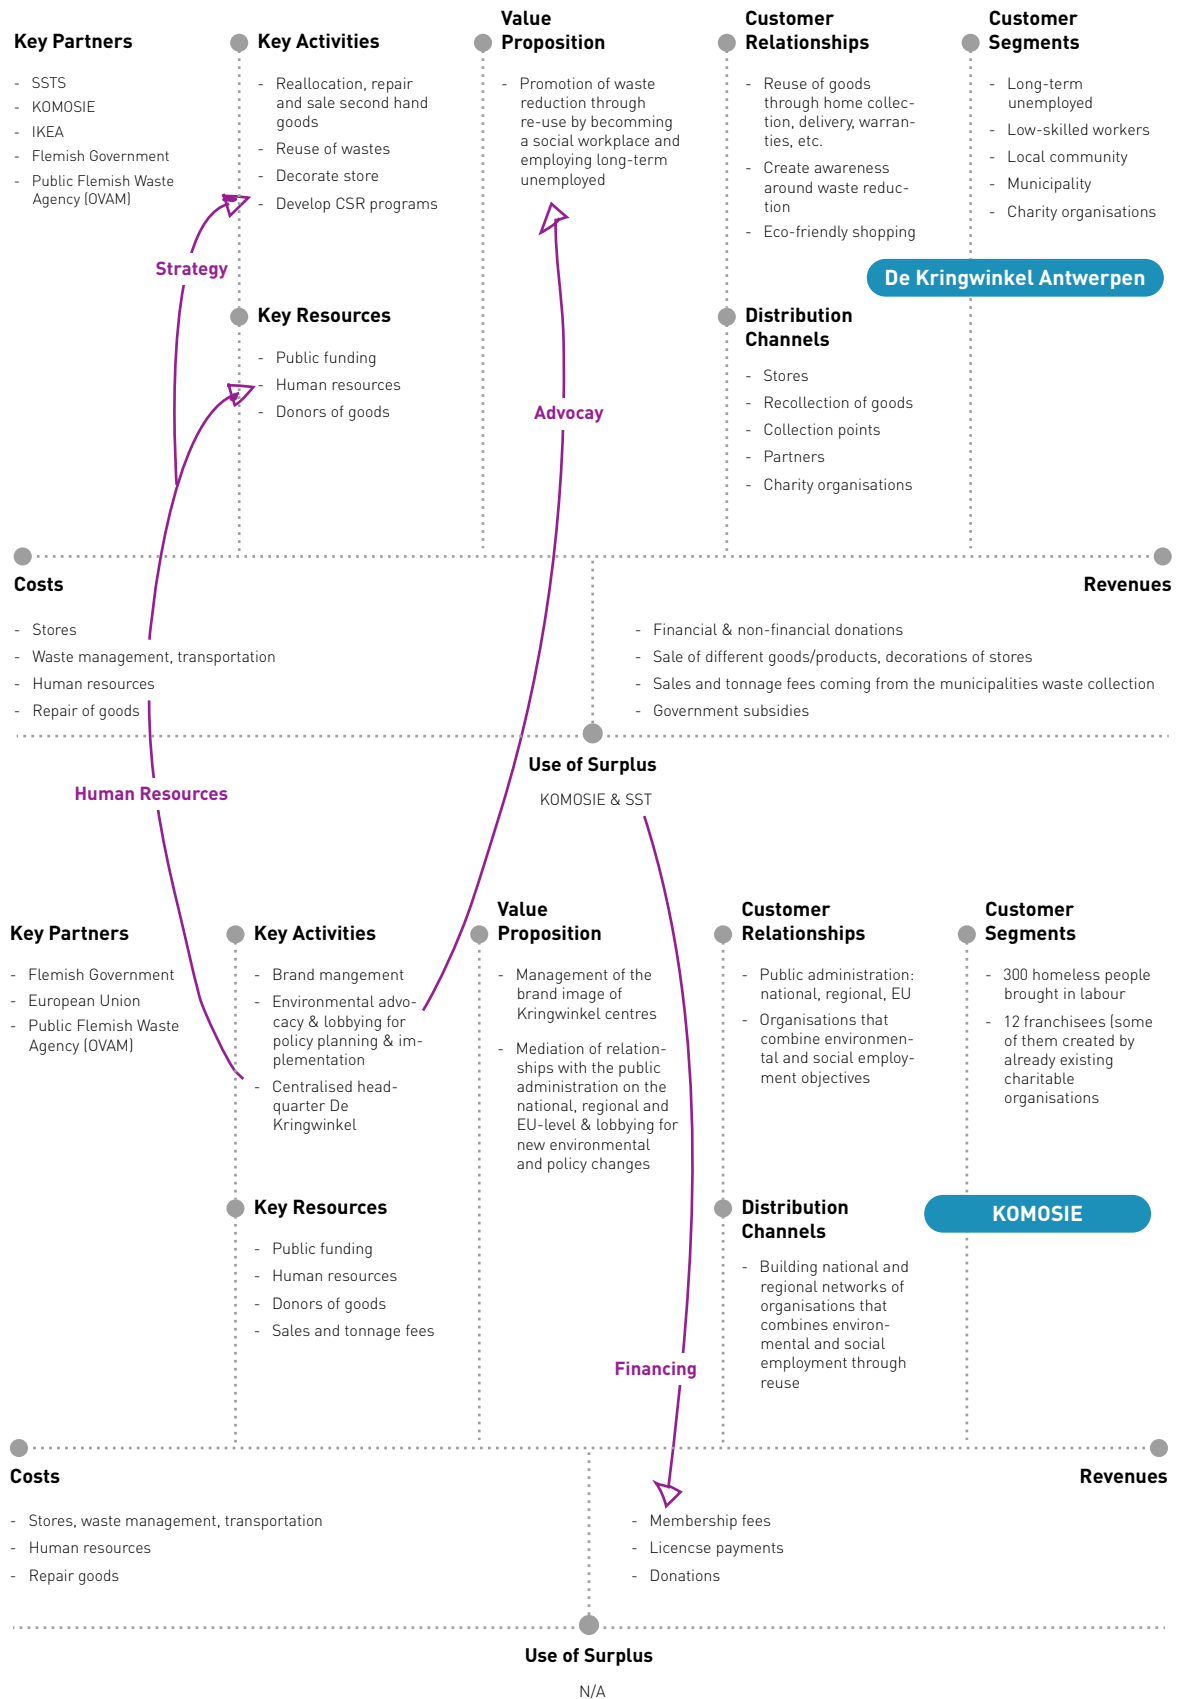 Key Partners
- SSTS
- KOMOSIE
- IKEA
- Flemish Government
- Public Flemish Waste
Agency (OVAM)
Key Activities
- Reallocation, repair
and sale second hand
goods
- Reuse of wastes
- Decorate store
- Develop CSR programs
Strategy
Key Resources
- Public funding
- Human resources
- Donors of goods
Value
Proposition
- Promotion of waste
reduction through
re-use by becomming
a social workplace and
employing long-term
unemployed
Advocay
Customer
Relationships
- Reuse of goods
through home collec-
tion, delivery, warran-
ties, etc.
- Create awareness
around waste reduc-
tion
- Eco-friendly shopping
Distribution
Channels
- Stores
- Recollection of goods
- Collection points
- Partners
- Charity organisations
Customer
Segments
- Long-term
unemployed
- Low-skilled workers
- Local community
- Municipality
- Charity organisations
De Kringwinkel Antwerpen
Costs
- Stores
- Waste management, transportation
- Human resources
- Repair of goods
Revenues
- Financial & non-financial donations
- Sale of different goods/products, decorations of stores
- Sales and tonnage fees coming from the municipalities waste collection
- Government subsidies
Use of Surplus
KOMOSIE & SST
Human Resources
Key Partners
- Flemish Government
- European Union
- Public Flemish Waste
Agency (OVAM)
Key Activities
- Brand mangement
- Environmental advo-
cacy & lobbying for
policy planning & im-
plementation
- Centralised head-
quarter De
Kringwinkel
Key Resources
- Public funding
- Human resources
- Donors of goods
- Sales and tonnage fees
Value
Proposition
- Management of the
brand image of
Kringwinkel centres
- Mediation of relation-
ships with the public
administration on the
national, regional and
EU-level & lobbying for
new environmental
and policy changes
Financing
Customer
Relationships
- Public administration:
national, regional, EU
- Organisations that
combine environmen-
tal and social employ-
ment objectives
Distribution
Channels
- Building national and
regional networks of
organisations that
combines environ-
mental and social
employment through
reuse
Customer
Segments
- 300 homeless people
brought in labour
- 12 franchisees (some
of them created by
already existing
charitable
organisations
KOMOSIE
Costs
- Stores, waste management, transportation
- Human resources
- Repair goods
Revenues
- Membership fees
- Licencse payments
- Donations
Use of Surplus
N/A